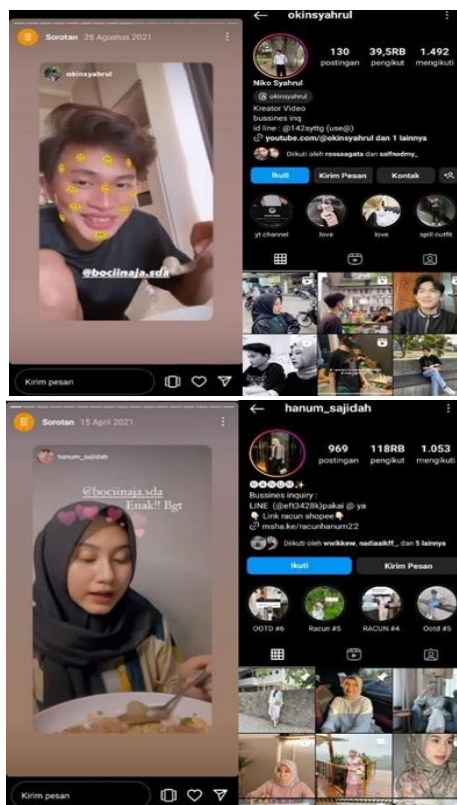 Sorotan 28 Agustus 2021
okinsyahrul
@bociinaja.sda
Kirim pesan
okinsyahrul
130 39,5RB 1.492
postingan pengikut mengikuti
Niko Syahrul
okinsyahrul
Kreator Video
bussines inq
id line : @142syttg (use@)
youtube.com/@okinsyahrul dan 1 lainnya
Diikuti oleh rossaagata dan salfnadmy_
Ikuti Kirim Pesan Kontak
yt channel love love spill outfit
Sorotan 15 April 2021
hanum_sajidah
@bociinaja.sda
Enak!! Bgt
Kirim pesan
hanum_sajidah
969 118RB 1.053
postingan pengikut mengikuti
HANUM
Bussines inquiry :
LINE (@eft3428k)pakai @ ya
Link racun shopee
msha.ke/racunhanum22
Diikuti oleh wwikkew, nadiaaikff_, dan 5 lainnya
Ikuti Kirim Pesan
OOTD #6 Racun #5 RACUN #4 Ootd #5